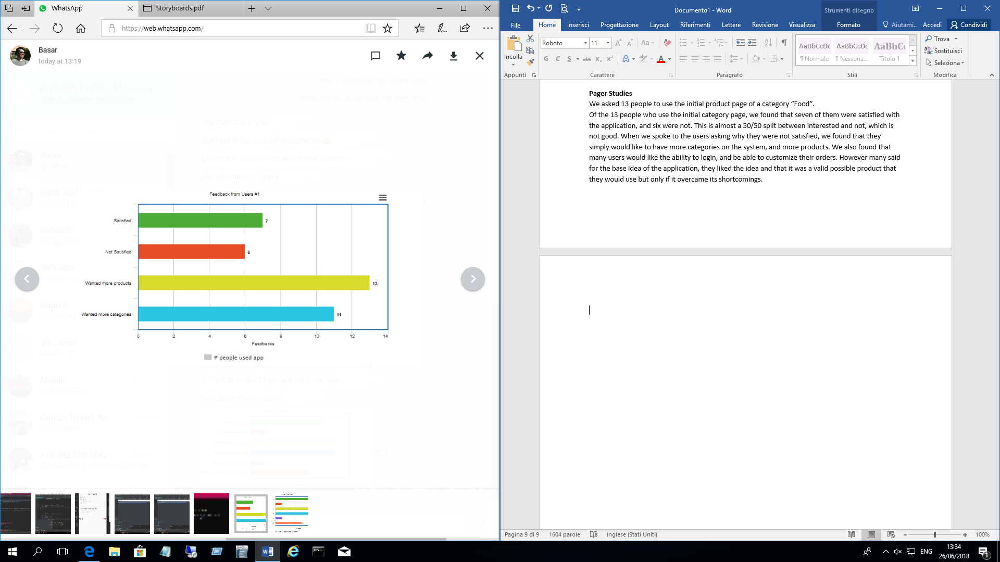 WhatsApp
Storyboards.pdf
https://web.whatsapp.com/
Basar
today at 13:19
Get Notified of New Messages
Turn on desktop notifications
Hey congrats on the exam dude
What did you study, just the slides etc?
Hey mate thank you!
Yeah just slides and self assesments
But i made a stupid mistake on one question
Like calculation mistake
Basar
Photo
Rebekah
Survivors
Roberto
Maylis
Gamze Turkish No.
Good night!
+39 392 028 0542
In the first round 13 people used our app
I will add 2 more rounds
Feedback from Users #1
Satisfied
7
Not Satisfied
6
Wanted more products
13
Wanted more categories
11
0 2 4 6 8 10 12 14
Feedbacks
# people used app
Documento1 - Word
Strumenti disegno
File Home Inserisci Progettazione Layout Riferimenti Lettere Revisione Visualizza Formato Aiutami... Accedi Condividi
Incolla
Roboto 11
Aa
G C S abc x₂ x²
A A
AaBbCcDc AaBbCcDc AaBbCc
¶ Normale ¶ Nessuna... Titolo 1
Trova
Sostituisci
Seleziona
Appunti Carattere Paragrafo Stili Modifica
Pager Studies
We asked 13 people to use the initial product page of a category “Food”.
Of the 13 people who use the initial category page, we found that seven of them were satisfied with
the application, and six were not. This is almost a 50/50 split between interested and not, which is
not good. When we spoke to the users asking why they were not satisfied, we found that they
simply would like to have more categories on the system, and more products. We also found that
many users would like the ability to login, and be able to customize their orders. However many said
for the base idea of the application, they liked the idea and that it was a valid possible product that
they would use but only if it overcame its shortcomings.
Pagina 9 di 9 1604 parole Inglese (Stati Uniti) 100%
ENG
13:34
26/06/2018
1